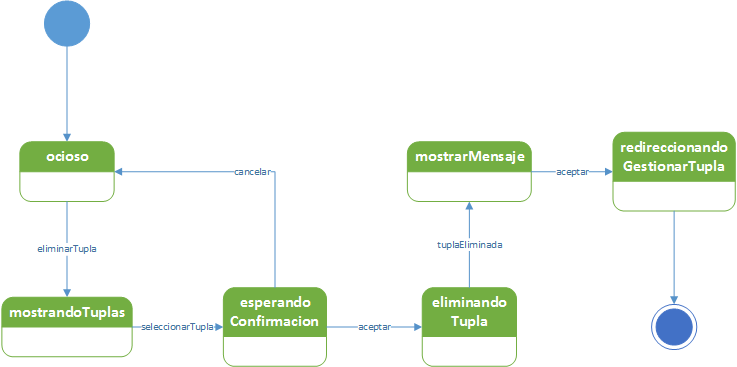 ocioso
cancelar
mostrarMensaje
aceptar
redireccionando
GestionarTupla
eliminarTupla
tuplaEliminada
mostrandoTuplas
seleccionarTupla
esperando
Confirmacion
aceptar
eliminando
Tupla